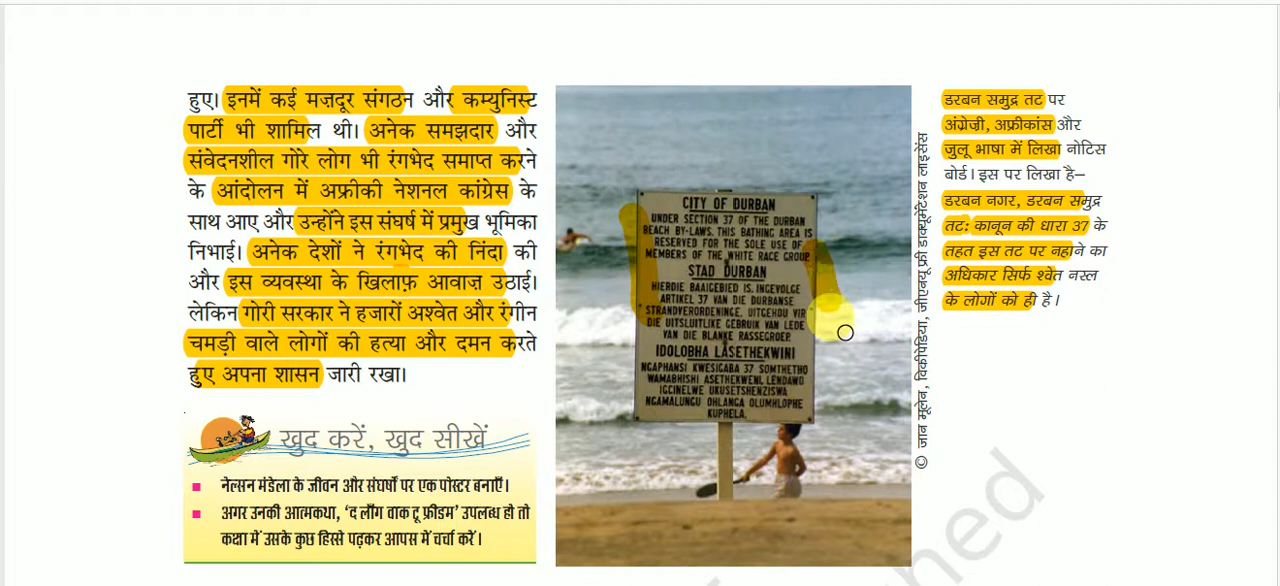 हुए। इनमें कई मजदूर संगठन और कम्युनिस्ट
पार्टी भी शामिल थी। अनेक समझदार और
संवेदनशील गोरे लोग भी रंगभेद समाप्त करने
के आंदोलन में अफ्रीकी नेशनल कांग्रेस के
साथ आए और उन्होंने इस संघर्ष में प्रमुख भूमिका
निभाई। अनेक देशों ने रंगभेद की निंदा की
और इस व्यवस्था के खिलाफ आवाज उठाई।
लेकिन गोरी सरकार ने हजारों अश्वेत और रंगीन
चमड़ी वाले लोगों की हत्या और दमन करते
हुए अपना शासन जारी रखा।
खुद करें, खुद सीखें
नेल्सन मंडेला के जीवन और संघर्षों पर एक पोस्टर बनाएँ।
अगर उनकी आत्मकथा, 'द लौंग वाक टू फ्रीडम' उपलब्ध हो तो
कक्षा में उसके कुछ हिस्से पढ़कर आपस में चर्चा करें।
CITY OF DURBAN
UNDER SECTION 37 OF THE DURBAN
BEACH BY-LAWS. THIS BATHING AREA IS
RESERVED FOR THE SOLE USE OF
MEMBERS OF THE WHITE RACE GROUP.
STAD DURBAN
HIERDIE BAAIGEBIED IS, INGEVOLGE
ARTIKEL 37 VAN DIE DURBANSE
STRANDVERORDENINGE, UITGEHOU VIR
DIE UITSLUITLIKE GEBRUIK VAN LEDE
VAN DIE BLANKE RASSEGROEP.
IDOLOBHA LASETHEKWINI
NGAPHANSI KWESIGABA 37 SOMTHETHO
WAMABHISHI ASETHEKWENI, LENDAWO
IGCINELWE UKUSETSHENZISWA
NGAMALUNGU OHLANGA OLUMHLOPHE
KUPHELA.
© जान मूलेन, विकीपीडिया, जीएनयू फ्री डाक्यूमेंटेशन लाइसेंस
डरबन समुद्र तट पर
अंग्रेज़ी, अफ्रीकांस और
जुलू भाषा में लिखा नोटिस
बोर्ड। इस पर लिखा है–
डरबन नगर, डरबन समुद्र
तट: कानून की धारा 37 के
तहत इस तट पर नहाने का
अधिकार सिर्फ श्वेत नस्ल
के लोगों को ही है।